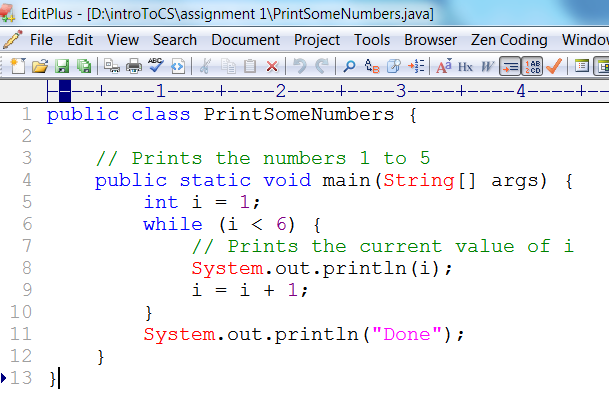 EditPlus - [D:\introToCS\assignment 1\PrintSomeNumbers.java]
File Edit View Search Document Project Tools Browser Zen Coding Window
----+----1----+----2----+----3----+----4----+---
1 public class PrintSomeNumbers {
2
3     // Prints the numbers 1 to 5
4     public static void main(String[] args) {
5         int i = 1;
6         while (i < 6) {
7             // Prints the current value of i
8             System.out.println(i);
9             i = i + 1;
10         }
11         System.out.println("Done");
12     }
13 }